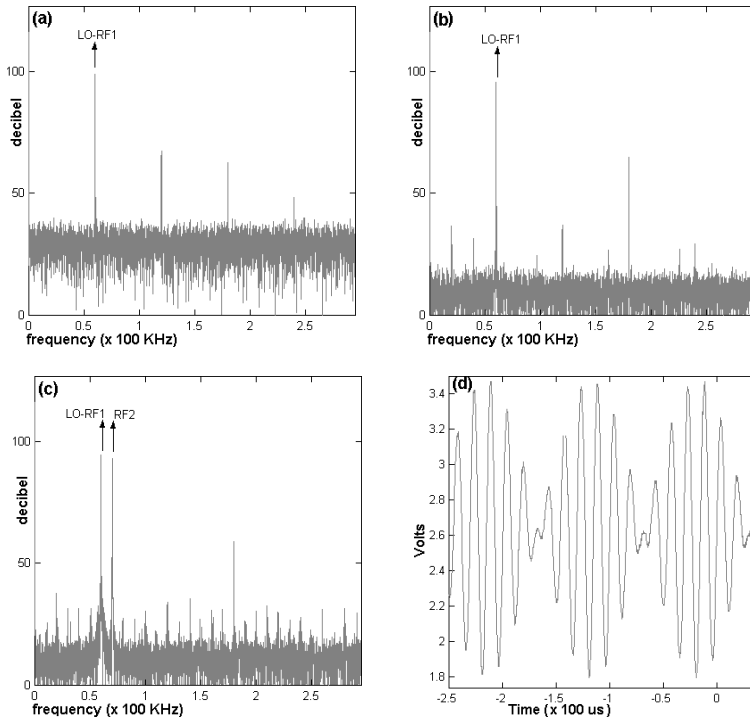 (a)
LO-RF1
100
decibel
50
0
0 0.5 1 1.5 2 2.5
frequency (x 100 KHz)
(b)
LO-RF1
100
decibel
50
0
0 0.5 1 1.5 2 2.5
frequency (x 100 KHz)
(c)
LO-RF1 RF2
100
decibel
50
0
0 0.5 1 1.5 2 2.5
frequency (x 100 KHz)
(d)
3.4
3.2
3
2.8
Volts
2.6
2.4
2.2
2
1.8
-2.5 -2 -1.5 -1 -0.5 0
Time (x 100 us)